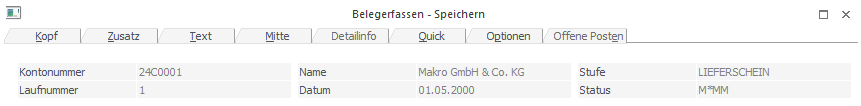 Belegerfassen - Speichern
Kopf Zusatz Text Mitte Detailinfo Quick Optionen Offene Posten
Kontonummer 24C0001 Name Makro GmbH & Co. KG Stufe LIEFERSCHEIN
Laufnummer 1 Datum 01.05.2000 Status M*MM